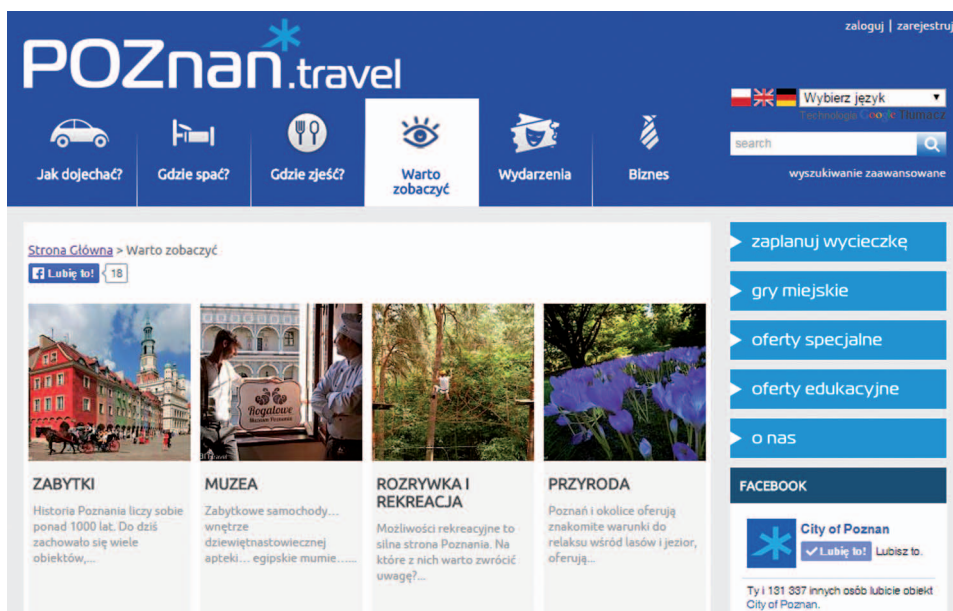 zaloguj | zarejestruj
POZnan*.travel
Wybierz język
Technologia Google Tłumacz
search
wyszukiwanie zaawansowane
Jak dojechać?
Gdzie spać?
Gdzie zjeść?
Warto
zobaczyć
Wydarzenia
Biznes
Strona Główna > Warto zobaczyć
Lubię to! 18
Rogalowe
Muzeum Poznania
ZABYTKI
Historia Poznania liczy sobie
ponad 1000 lat. Do dziś
zachowało się wiele
obiektów,...
MUZEA
Zabytkowe samochody...
wnętrze
dziewiętnastowiecznej
apteki... egipskie mumie......
ROZRYWKA I
REKREACJA
Możliwości rekreacyjne to
silna strona Poznania. Na
które z nich warto zwrócić
uwagę?...
PRZYRODA
Poznań i okolice oferują
znakomite warunki do
relaksu wśród lasów i jezior,
oferują...
zaplanuj wycieczkę
gry miejskie
oferty specjalne
oferty edukacyjne
o nas
FACEBOOK
City of Poznan
Lubię to! Lubisz to.
Ty i 131 337 innych osób lubicie obiekt
City of Poznan.